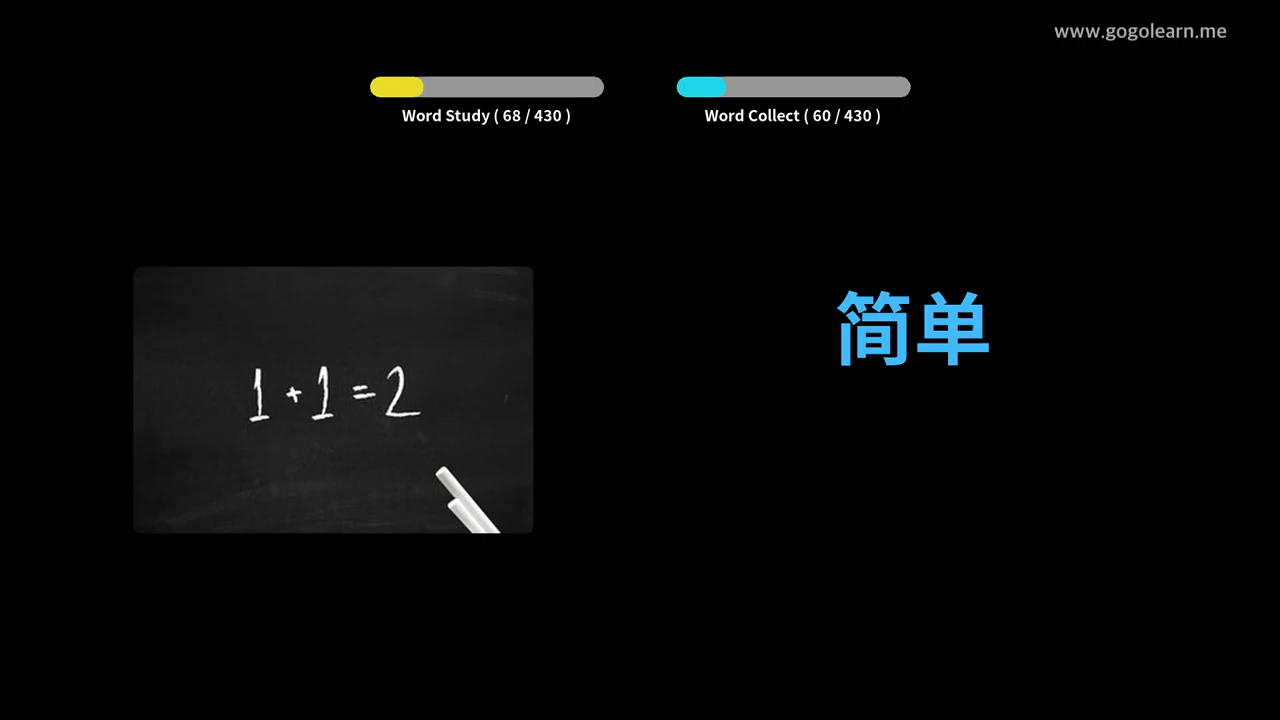 www.gogolearn.me
Word Study ( 68 / 430 )
Word Collect ( 60 / 430 )
简单
1 + 1 = 2